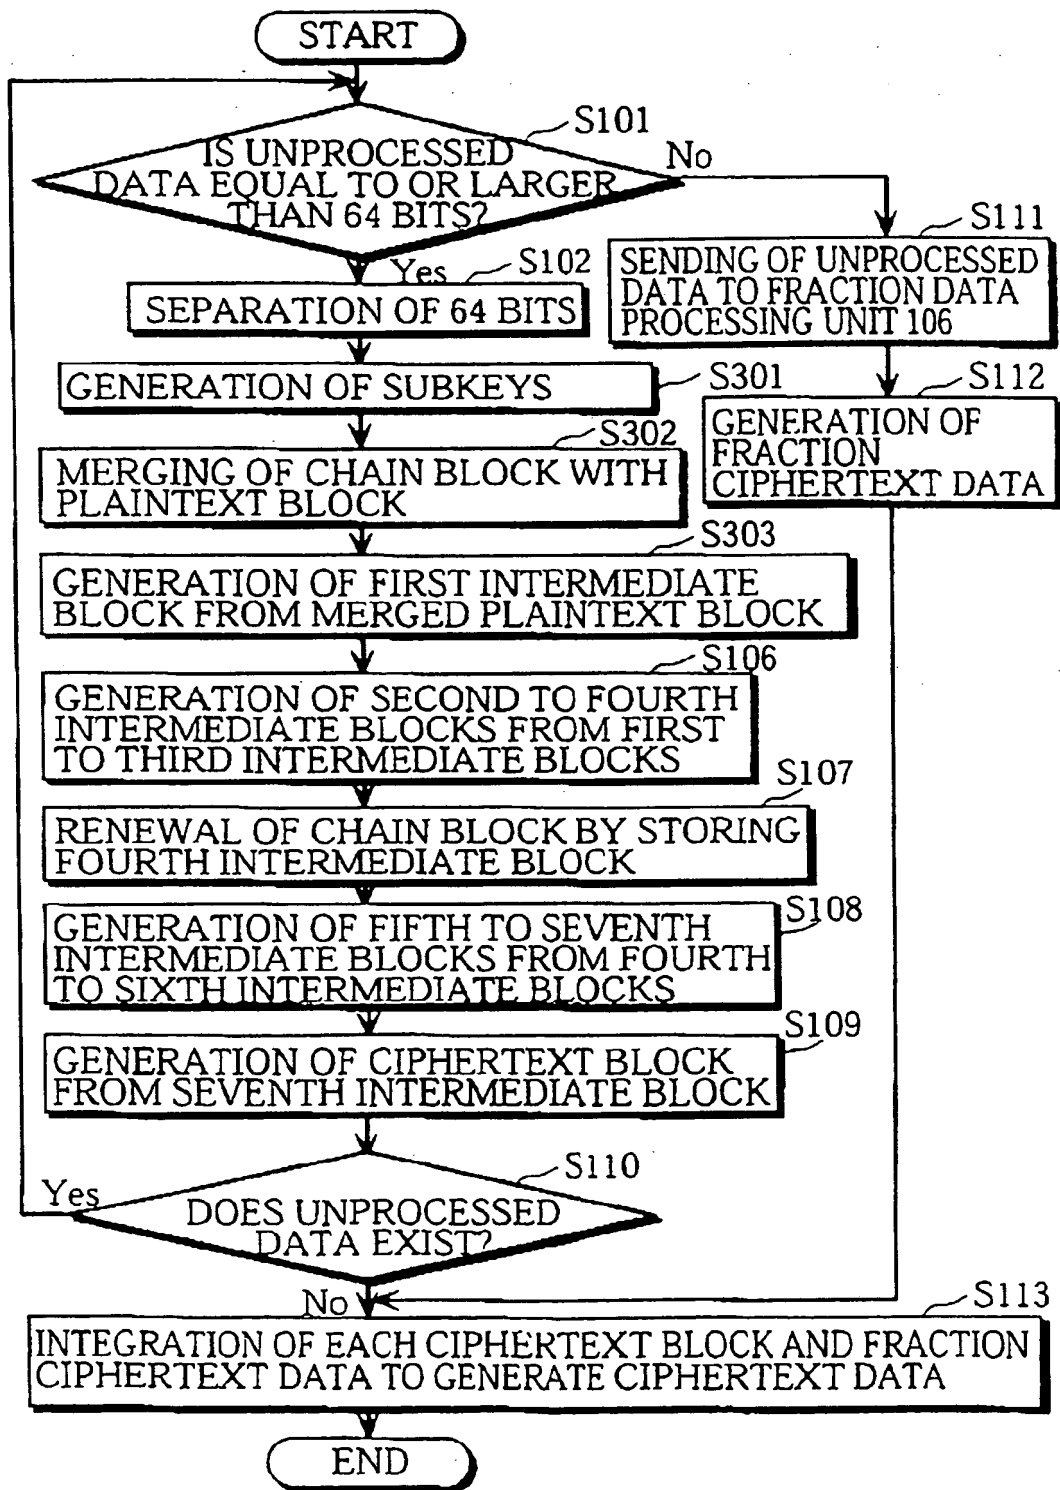 START
S101
IS UNPROCESSED
DATA EQUAL TO OR LARGER
THAN 64 BITS?
No
Yes
S102
SEPARATION OF 64 BITS
S111
SENDING OF UNPROCESSED
DATA TO FRACTION DATA
PROCESSING UNIT 106
S301
GENERATION OF SUBKEYS
S112
GENERATION OF
FRACTION
CIPHERTEXT DATA
S302
MERGING OF CHAIN BLOCK WITH
PLAINTEXT BLOCK
S303
GENERATION OF FIRST INTERMEDIATE
BLOCK FROM MERGED PLAINTEXT BLOCK
S106
GENERATION OF SECOND TO FOURTH
INTERMEDIATE BLOCKS FROM FIRST
TO THIRD INTERMEDIATE BLOCKS
S107
RENEWAL OF CHAIN BLOCK BY STORING
FOURTH INTERMEDIATE BLOCK
S108
GENERATION OF FIFTH TO SEVENTH
INTERMEDIATE BLOCKS FROM FOURTH
TO SIXTH INTERMEDIATE BLOCKS
S109
GENERATION OF CIPHERTEXT BLOCK
FROM SEVENTH INTERMEDIATE BLOCK
S110
Yes
DOES UNPROCESSED
DATA EXIST?
No
S113
INTEGRATION OF EACH CIPHERTEXT BLOCK AND FRACTION
CIPHERTEXT DATA TO GENERATE CIPHERTEXT DATA
END